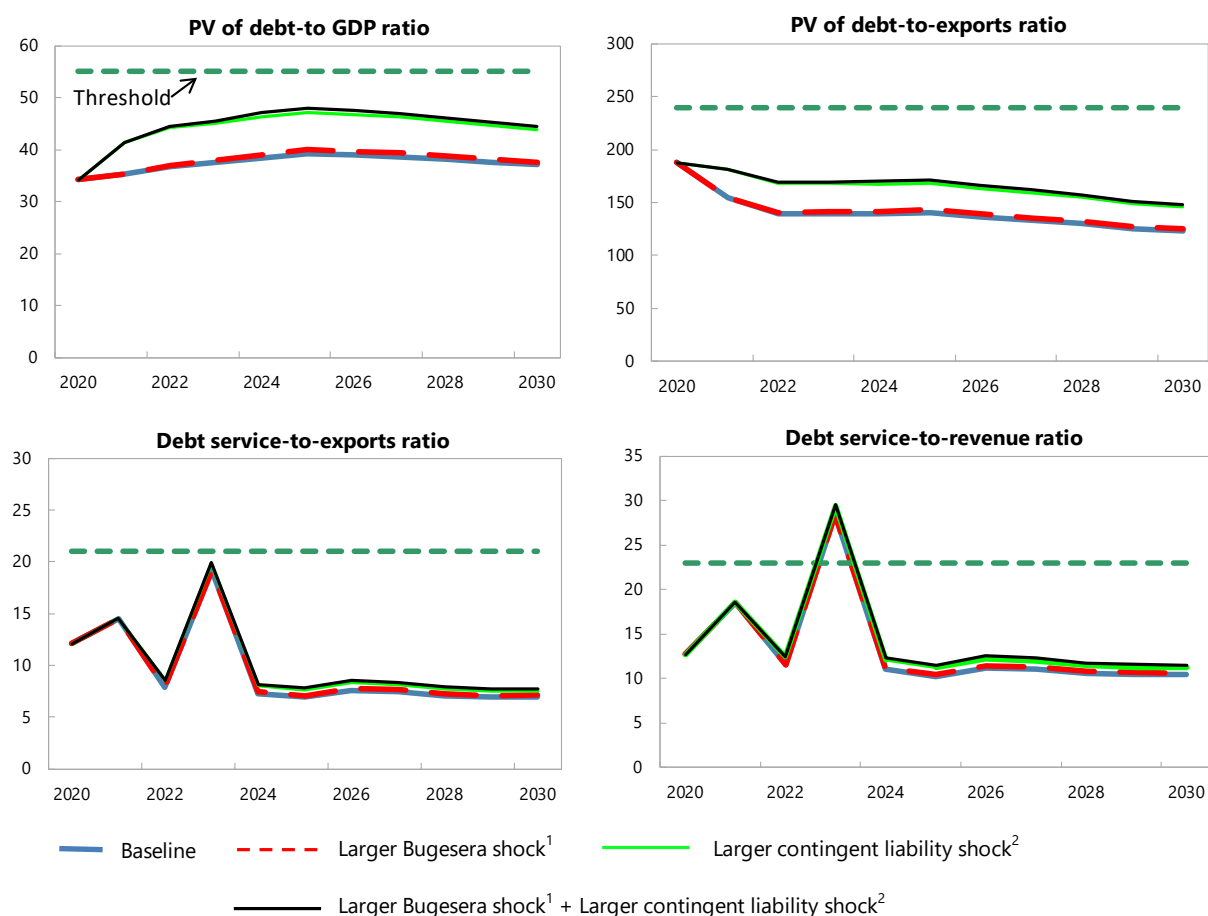 PV of debt-to GDP ratio
60
50
40
30
20
10
0
Threshold
2020 2022 2024 2026 2028 2030
PV of debt-to-exports ratio
300
250
200
150
100
50
0
2020 2022 2024 2026 2028 2030
Debt service-to-exports ratio
30
25
20
15
10
5
0
2020 2022 2024 2026 2028 2030
Debt service-to-revenue ratio
35
30
25
20
15
10
5
0
2020 2022 2024 2026 2028 2030
Baseline Larger Bugesera shock¹ Larger contingent liability shock²
Larger Bugesera shock¹ + Larger contingent liability shock²